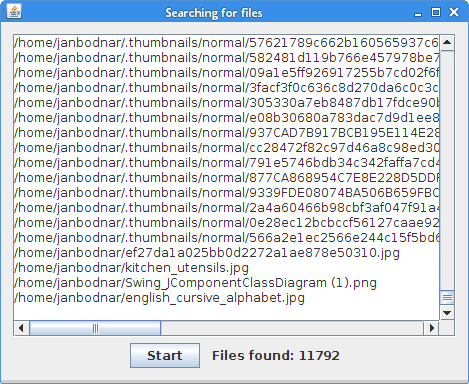 Searching for files
/home/janbodnar/.thumbnails/normal/57621789c662b160565937c6
/home/janbodnar/.thumbnails/normal/582481d119b766e457978be7
/home/janbodnar/.thumbnails/normal/09a1e5ff926917255b7cd02f6f
/home/janbodnar/.thumbnails/normal/3facf3f0c636c8d270da6c0c3c
/home/janbodnar/.thumbnails/normal/305330a7eb8487db17fdce90b
/home/janbodnar/.thumbnails/normal/e08b30680a783dac7d9d1ee8
/home/janbodnar/.thumbnails/normal/937CAD7B917BCB195E114E28
/home/janbodnar/.thumbnails/normal/cc28472f82c97d46a8c98ed30
/home/janbodnar/.thumbnails/normal/791e5746bdb34c342faffa7cd4
/home/janbodnar/.thumbnails/normal/877CA868954C7E8E228D5DDF
/home/janbodnar/.thumbnails/normal/9339FDE08074BA506B659FBC
/home/janbodnar/.thumbnails/normal/2a4a60466b98cbf3af047f91a4
/home/janbodnar/.thumbnails/normal/0e28ec12bcbccf56127caae92
/home/janbodnar/.thumbnails/normal/566a2e1ec2566e244c15f5bd6
/home/janbodnar/ef27da1a025bb0d2272a1ae878e50310.jpg
/home/janbodnar/kitchen_utensils.jpg
/home/janbodnar/Swing_JComponentClassDiagram (1).png
/home/janbodnar/english_cursive_alphabet.jpg
Start Files found: 11792